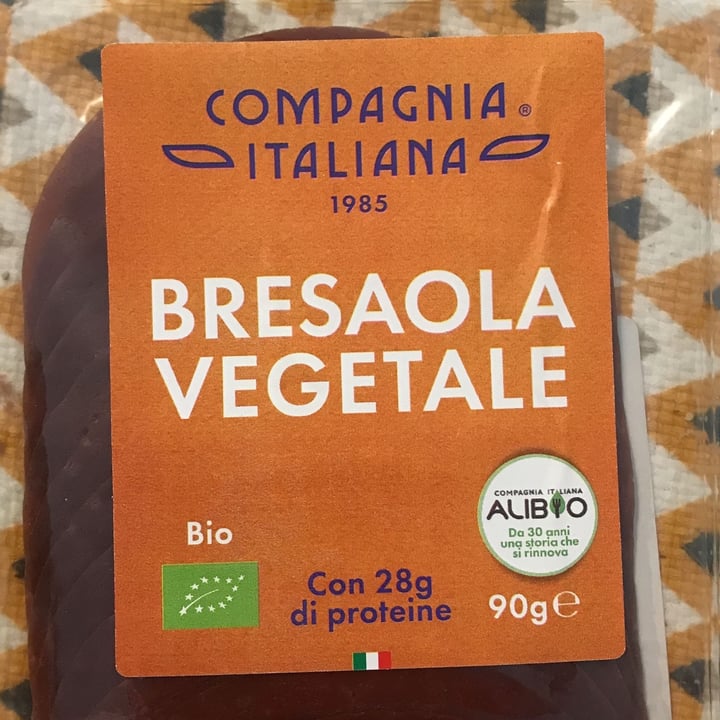 COMPAGNIA®
ITALIANA
1985
BRESAOLA
VEGETALE
COMPAGNIA ITALIANA
ALIBIO
Da 30 anni
una storia che
si rinnova
Bio
Con 28g
di proteine
90g℮